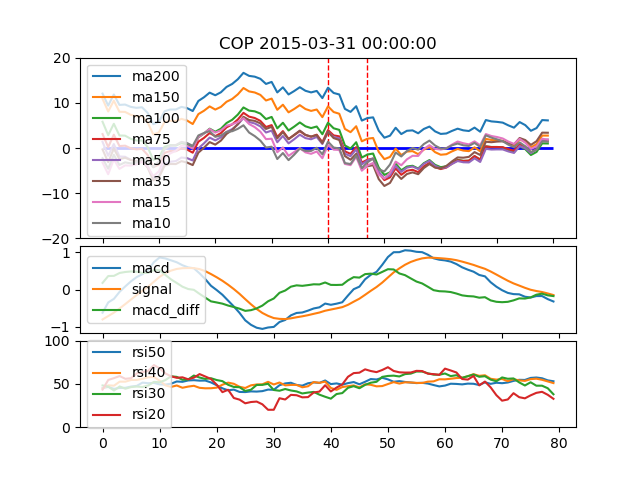 COP 2015-03-31 00:00:00
20
10
0
−10
−20
ma200
ma150
ma100
ma75
ma50
ma35
ma15
ma10
1
0
−1
macd
signal
macd_diff
100
50
0
rsi50
rsi40
rsi30
rsi20
0 10 20 30 40 50 60 70 80